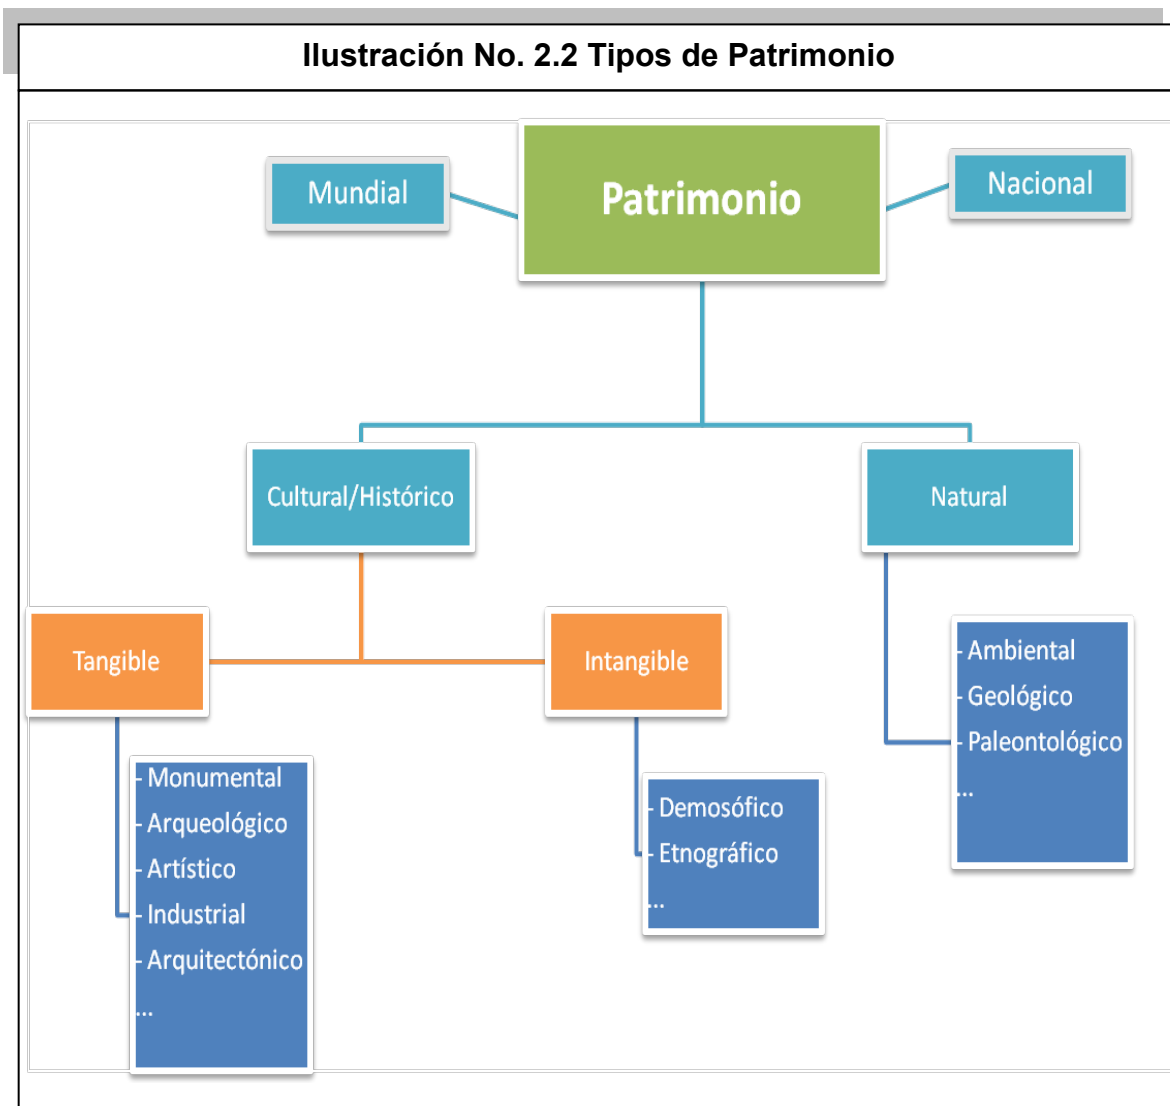 Ilustración No. 2.2 Tipos de Patrimonio
Mundial
Patrimonio
Nacional
Cultural/Histórico
Natural
Tangible
Intangible
- Ambiental
- Geológico
- Paleontológico
...
- Monumental
- Arqueológico
- Artístico
- Industrial
- Arquitectónico
...
- Demosófico
- Etnográfico
...